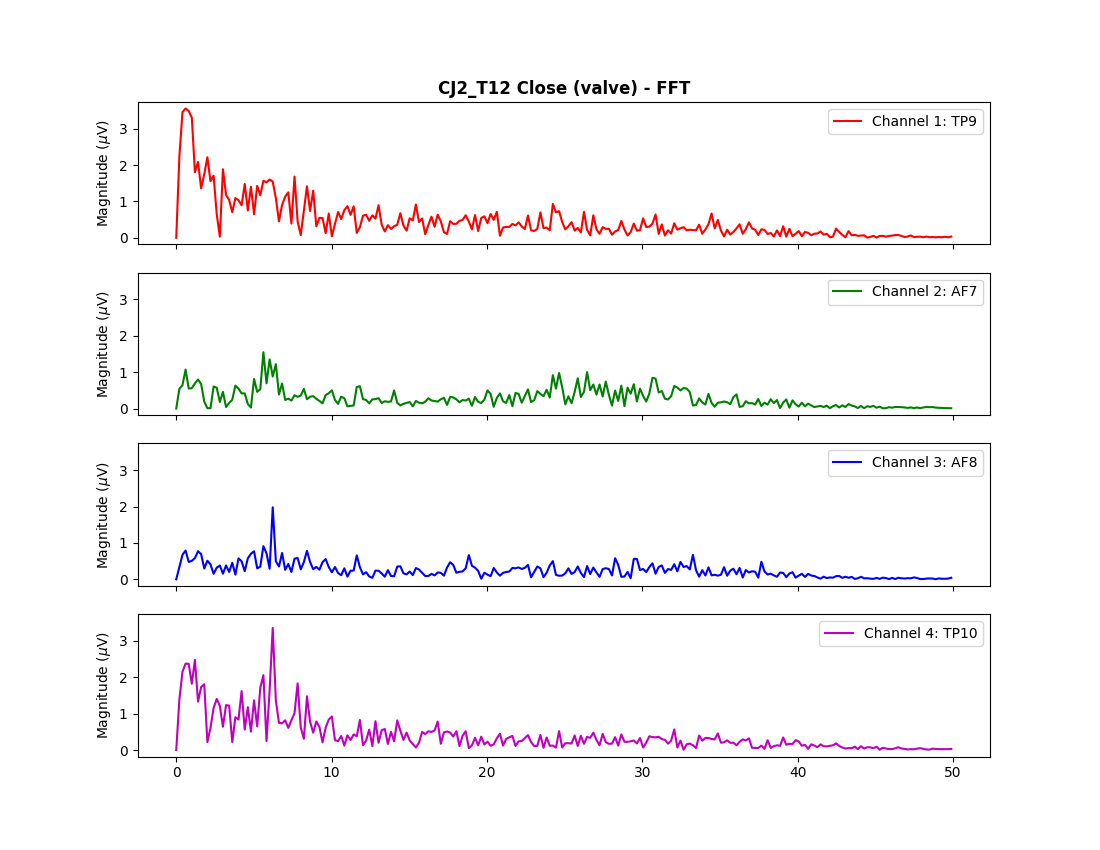 CJ2_T12 Close (valve) - FFT
Magnitude (μV)
3
2
1
0
Channel 1: TP9
Magnitude (μV)
3
2
1
0
Channel 2: AF7
Magnitude (μV)
3
2
1
0
Channel 3: AF8
Magnitude (μV)
3
2
1
0
Channel 4: TP10
0 10 20 30 40 50